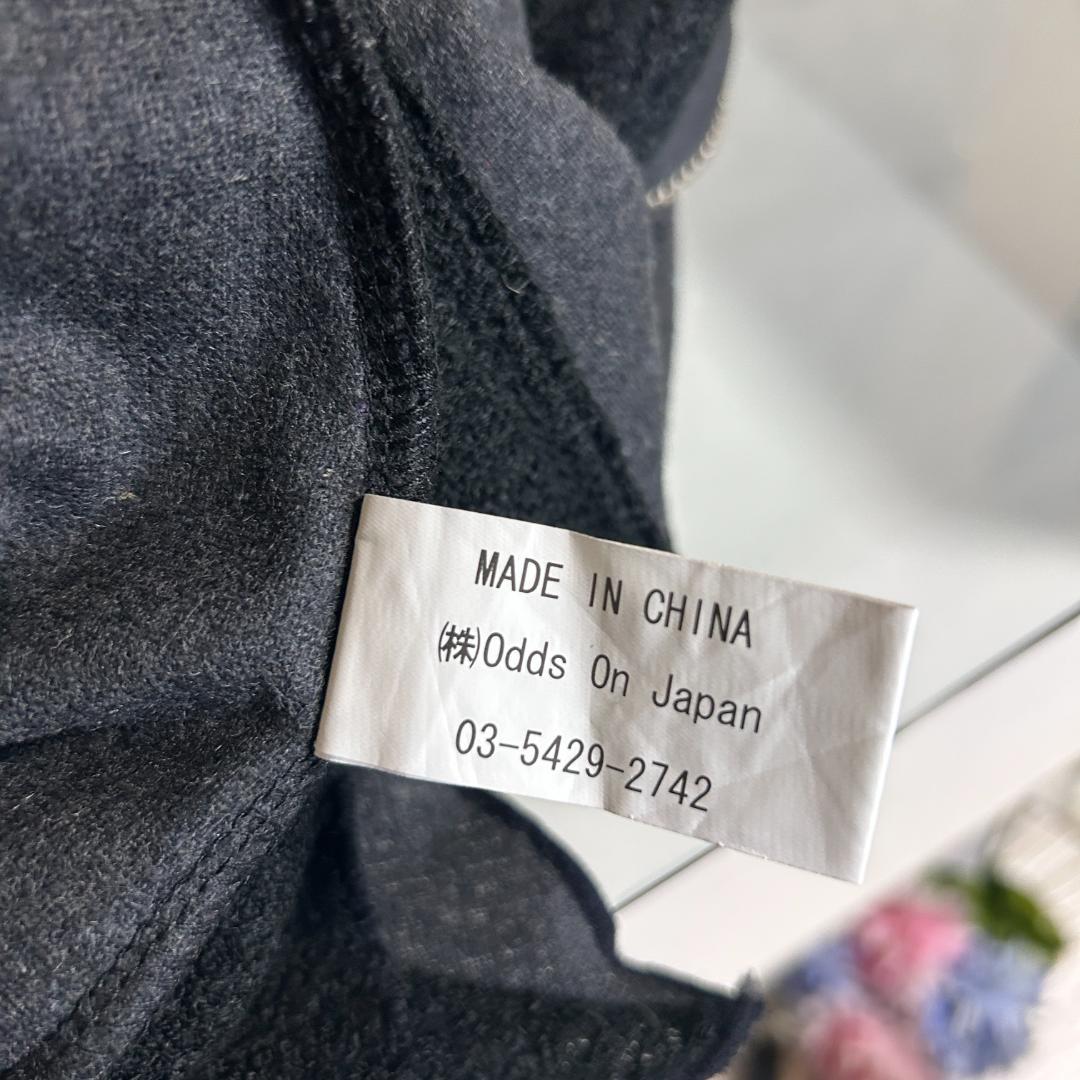 MADE IN CHINA
㈱Odds On Japan
03-5429-2742